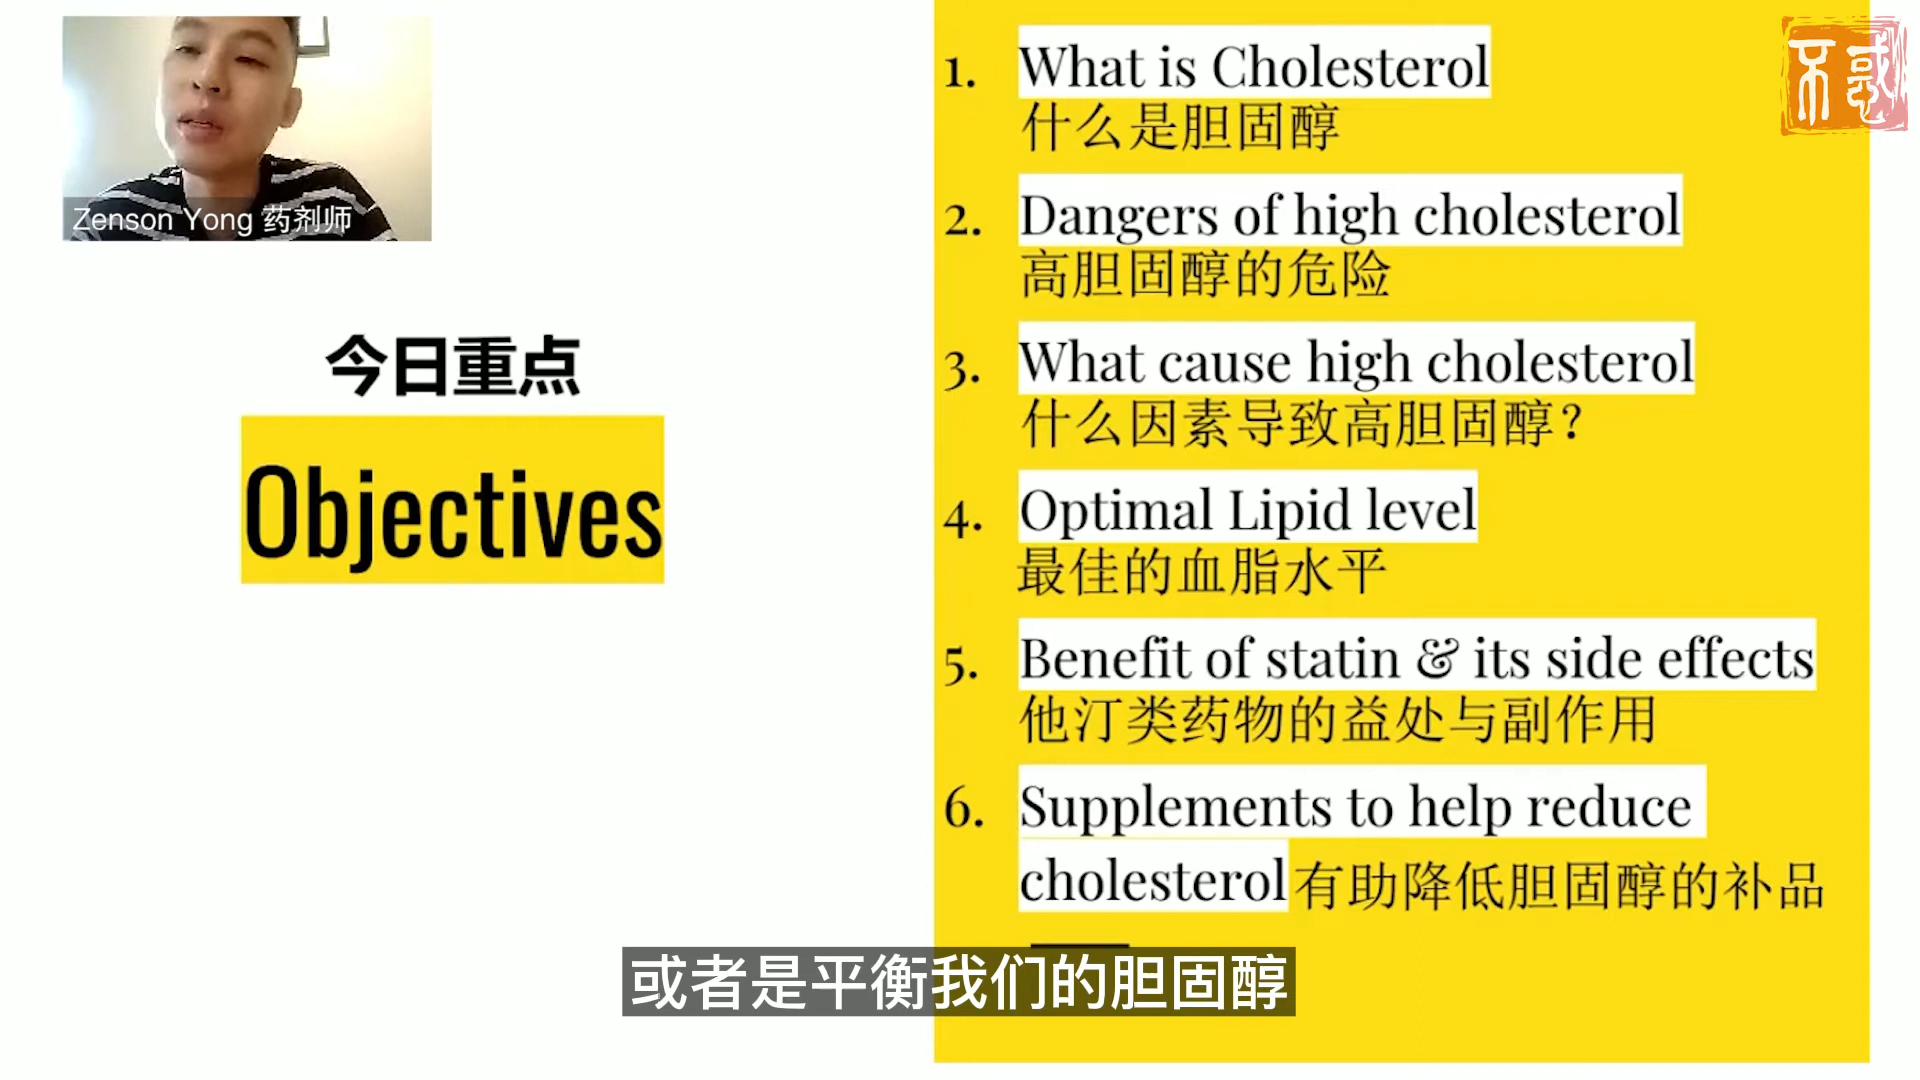 Zenson Yong 药剂师
今日重点
Objectives
1. What is Cholesterol
什么是胆固醇
2. Dangers of high cholesterol
高胆固醇的危险
3. What cause high cholesterol
什么因素导致高胆固醇？
4. Optimal Lipid level
最佳的血脂水平
5. Benefit of statin & its side effects
他汀类药物的益处与副作用
6. Supplements to help reduce
cholesterol 有助降低胆固醇的补品
或者是平衡我们的胆固醇
不惑